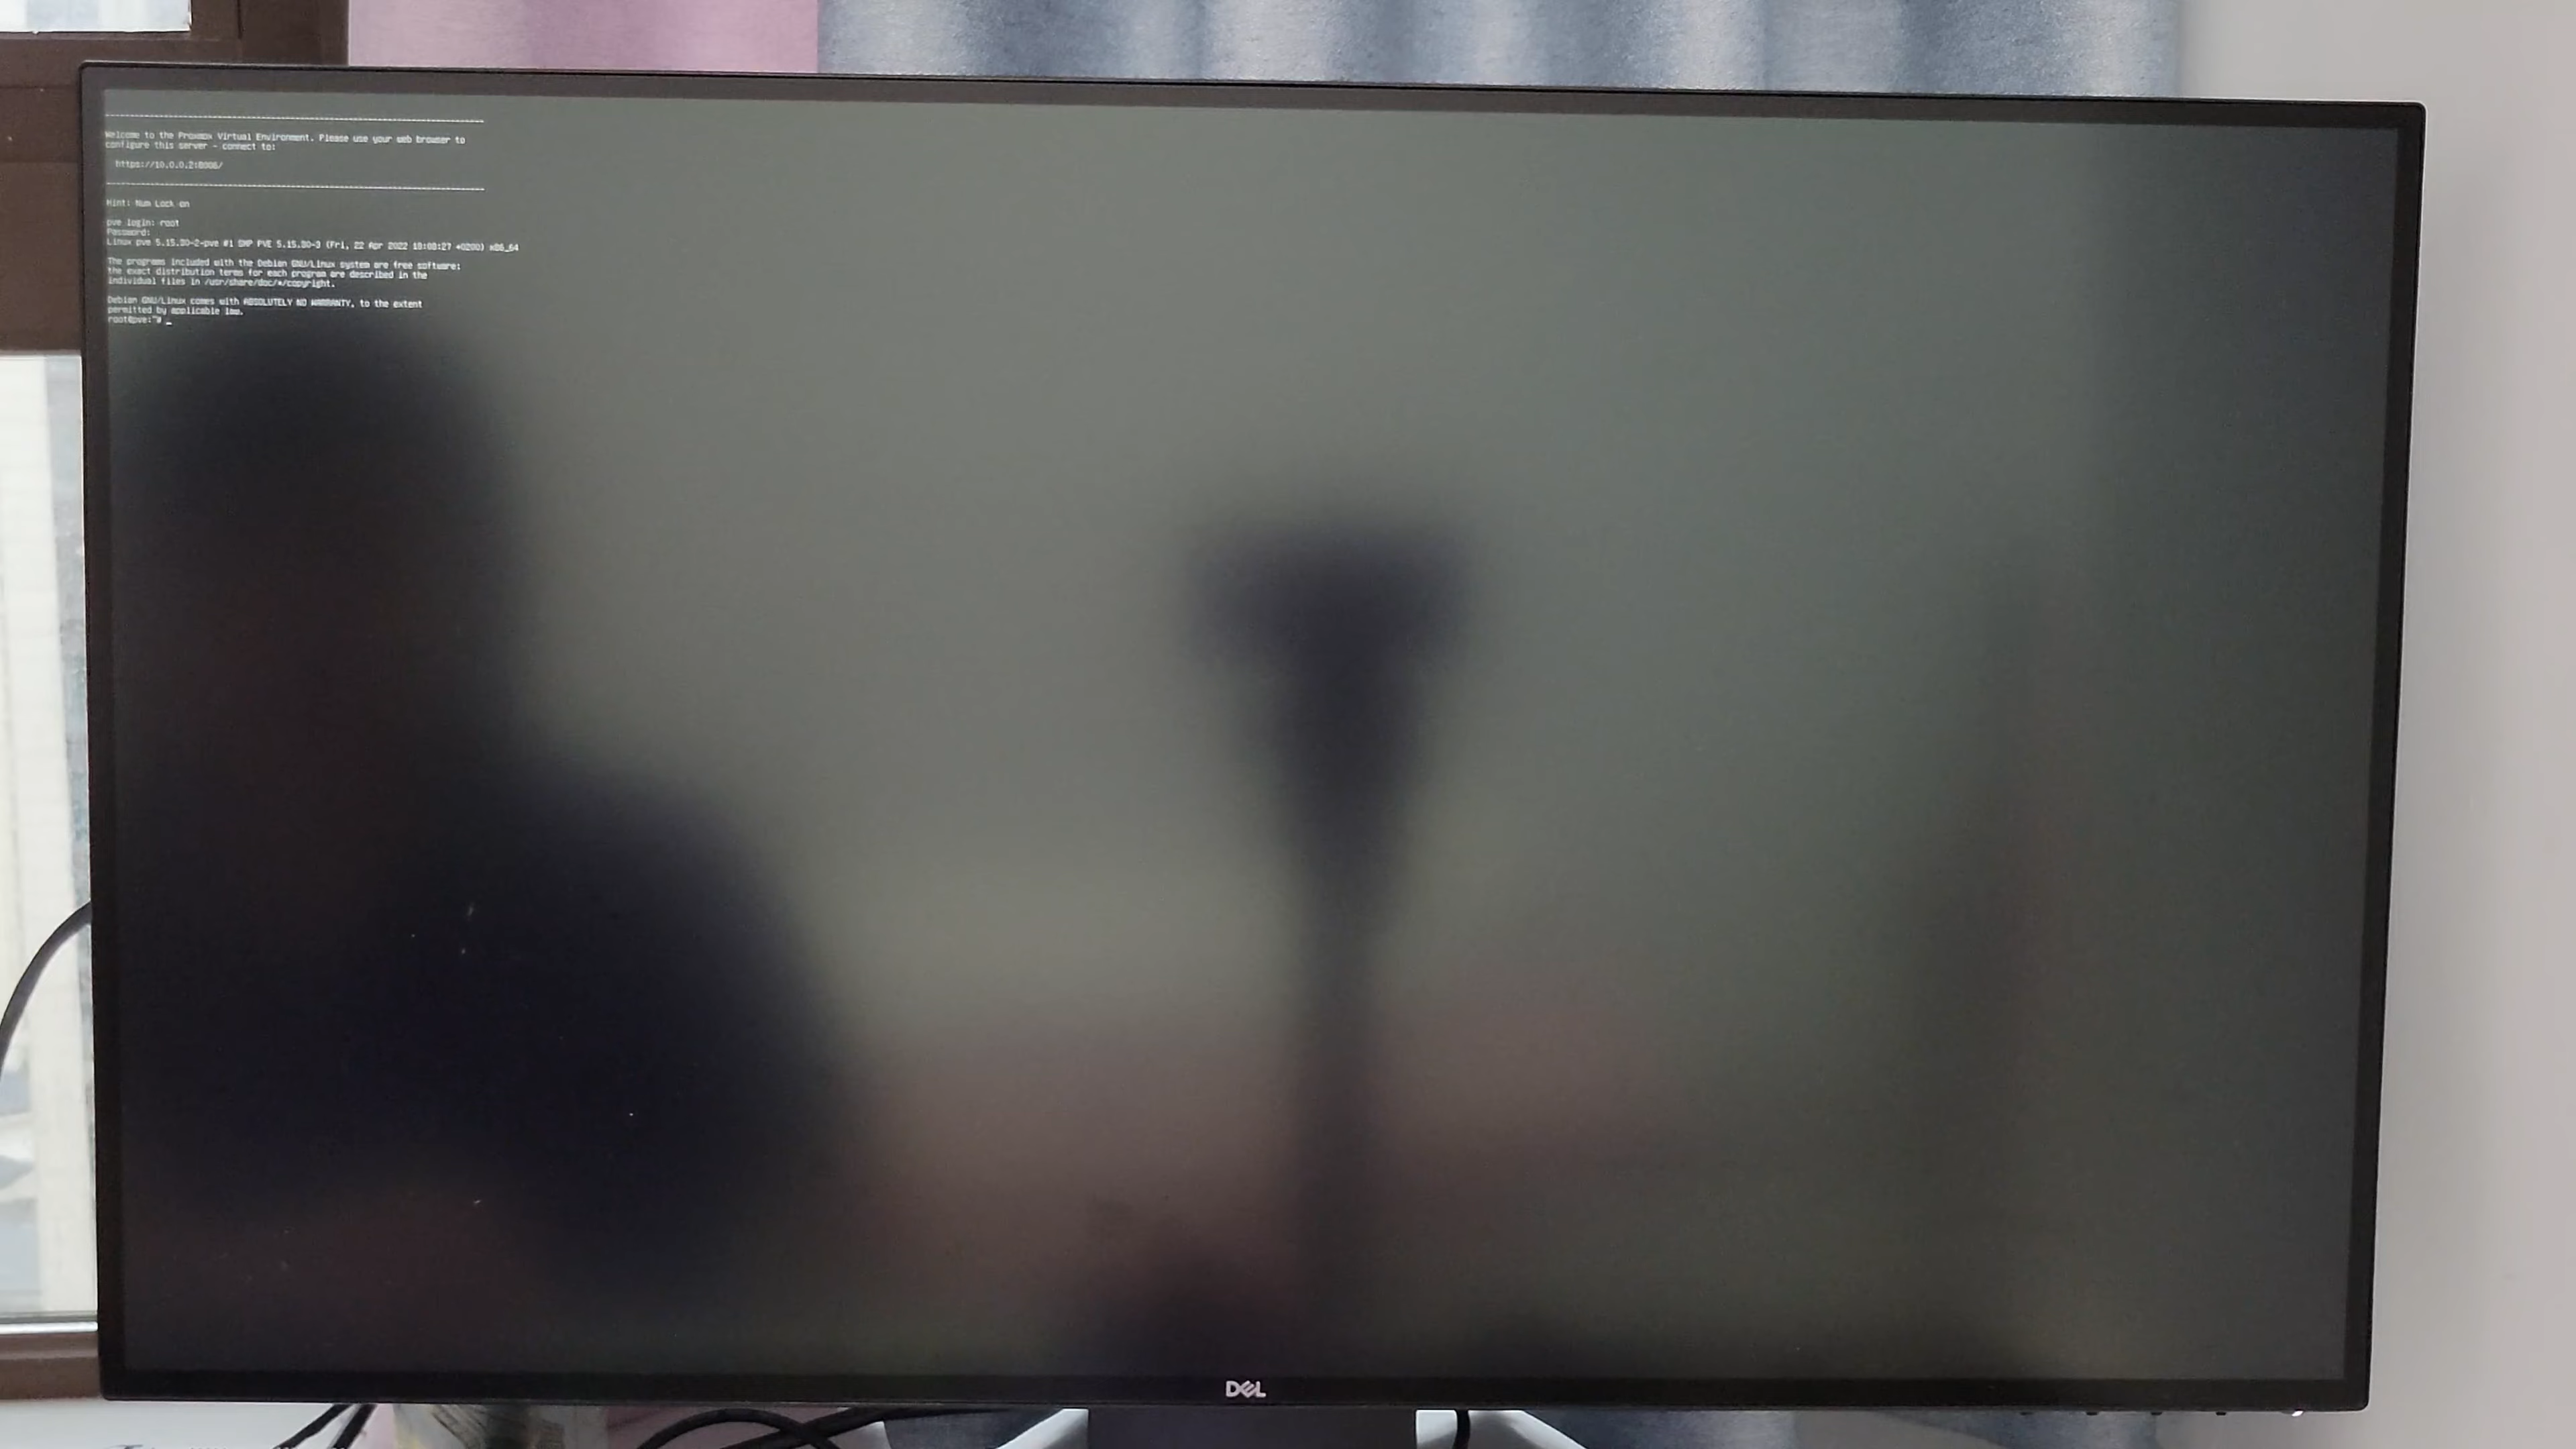 Welcome to the Proxmox Virtual Environment. Please use your web browser to
configure this server - connect to:
https://10.0.0.2:8006/
Hint: Num Lock on
pve login: root
Password:
Linux pve 5.15.30-2-pve #1 SMP PVE 5.15.30-3 (Fri, 22 Apr 2022 18:08:27 +0200) x86_64
The programs included with the Debian GNU/Linux system are free software;
the exact distribution terms for each program are described in the
individual files in /usr/share/doc/*/copyright.
Debian GNU/Linux comes with ABSOLUTELY NO WARRANTY, to the extent
permitted by applicable law.
root@pve:~# _
DELL